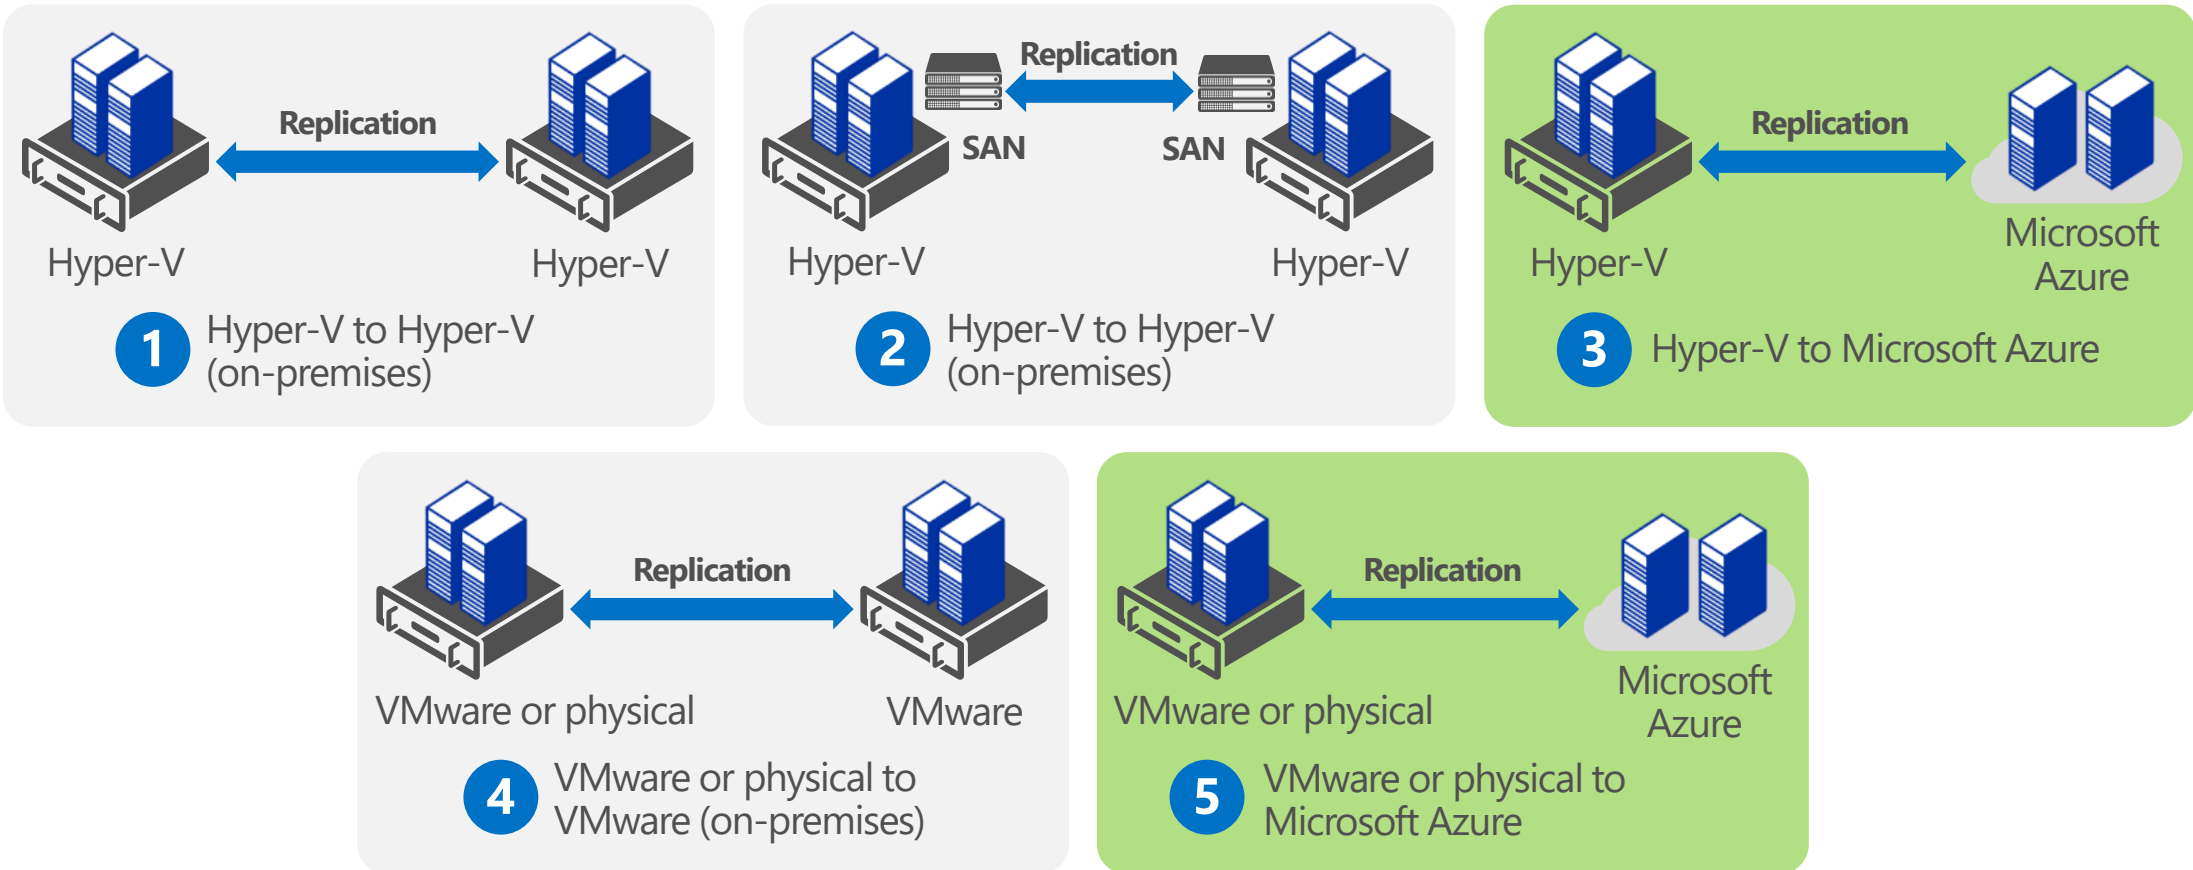 Replication
Hyper-V
Hyper-V
1
Hyper-V to Hyper-V
(on-premises)
Replication
SAN
SAN
Hyper-V
Hyper-V
2
Hyper-V to Hyper-V
(on-premises)
Replication
Hyper-V
Microsoft
Azure
3
Hyper-V to Microsoft Azure
Replication
VMware or physical
VMware
4
VMware or physical to
VMware (on-premises)
Replication
VMware or physical
Microsoft
Azure
5
VMware or physical to
Microsoft Azure